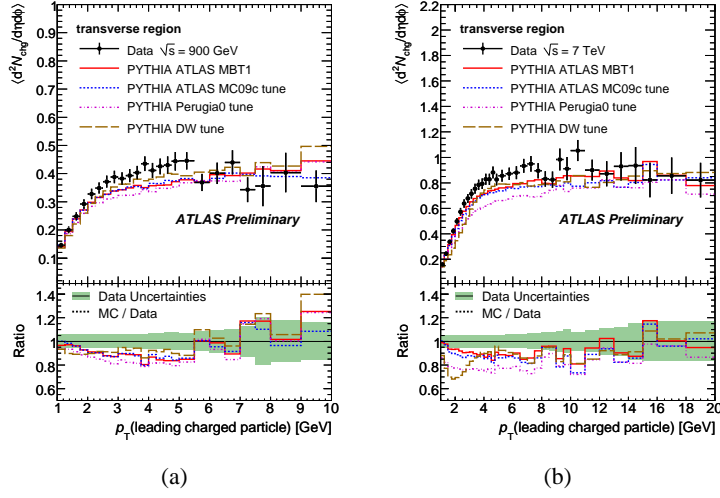 ⟨d²N_chg/dηdφ⟩
1
0.9
0.8
0.7
0.6
0.5
0.4
0.3
0.2
0.1
transverse region
Data √s = 900 GeV
PYTHIA ATLAS MBT1
PYTHIA ATLAS MC09c tune
PYTHIA Perugia0 tune
PYTHIA DW tune
ATLAS Preliminary
Ratio
1.4
1.2
1.0
0.8
0.6
Data Uncertainties
MC / Data
1 2 3 4 5 6 7 8 9 10
p_T(leading charged particle) [GeV]
(a)
⟨d²N_chg/dηdφ⟩
2.2
2.0
1.8
1.6
1.4
1.2
1.0
0.8
0.6
0.4
0.2
transverse region
Data √s = 7 TeV
PYTHIA ATLAS MBT1
PYTHIA ATLAS MC09c tune
PYTHIA Perugia0 tune
PYTHIA DW tune
ATLAS Preliminary
Ratio
1.4
1.2
1.0
0.8
0.6
Data Uncertainties
MC / Data
2 4 6 8 10 12 14 16 18 20
p_T(leading charged particle) [GeV]
(b)